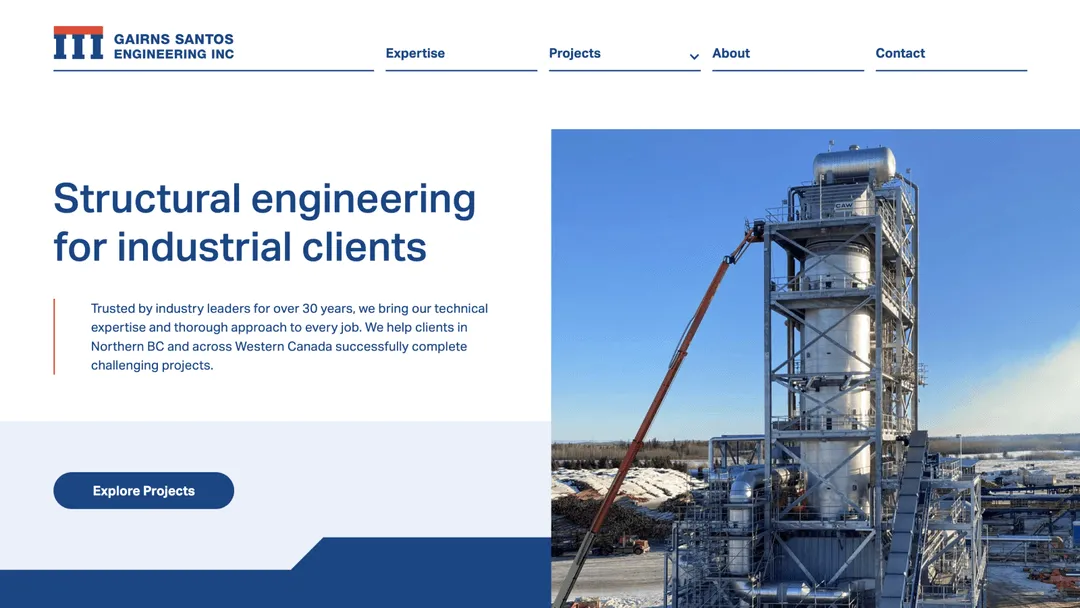 GAIRNS SANTOS
ENGINEERING INC
Expertise
Projects
About
Contact
Structural engineering
for industrial clients
Trusted by industry leaders for over 30 years, we bring our technical
expertise and thorough approach to every job. We help clients in
Northern BC and across Western Canada successfully complete
challenging projects.
Explore Projects
CAW